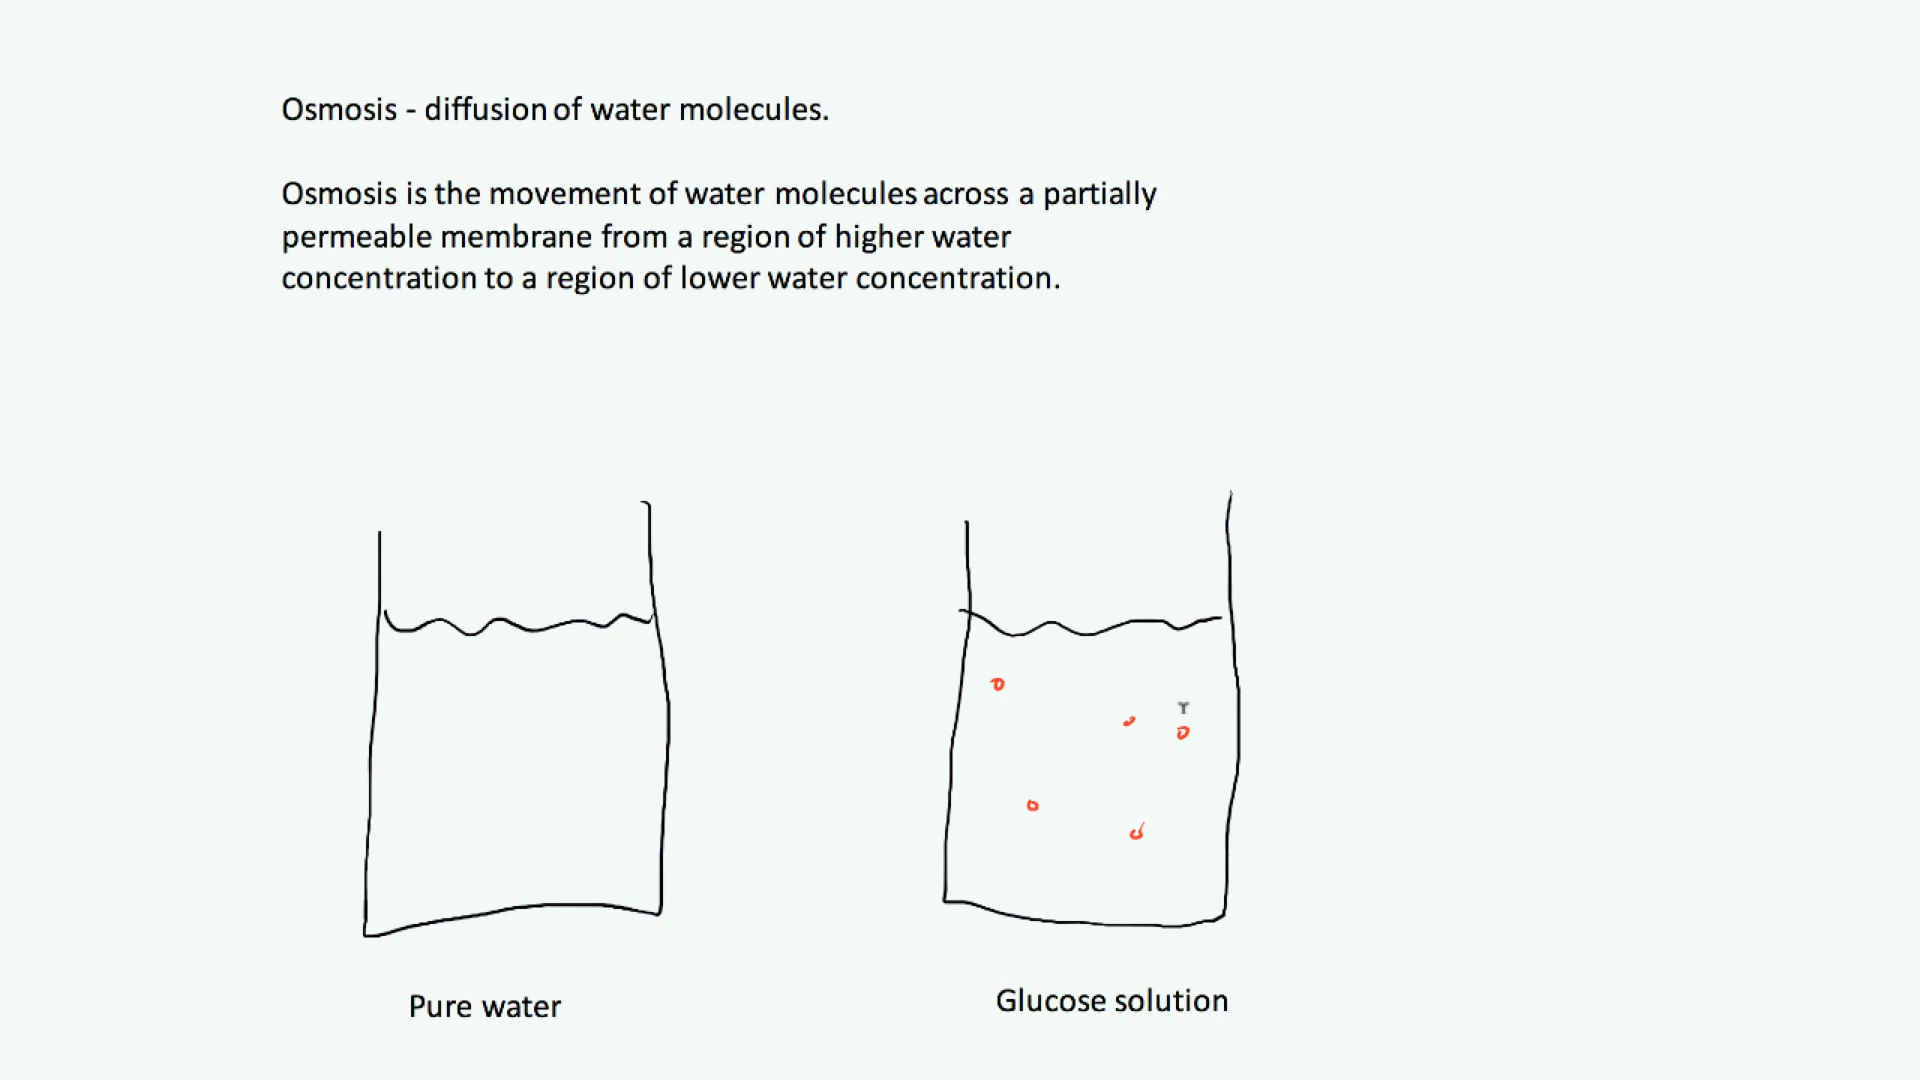 Osmosis - diffusion of water molecules.
Osmosis is the movement of water molecules across a partially
permeable membrane from a region of higher water
concentration to a region of lower water concentration.
Pure water
Glucose solution